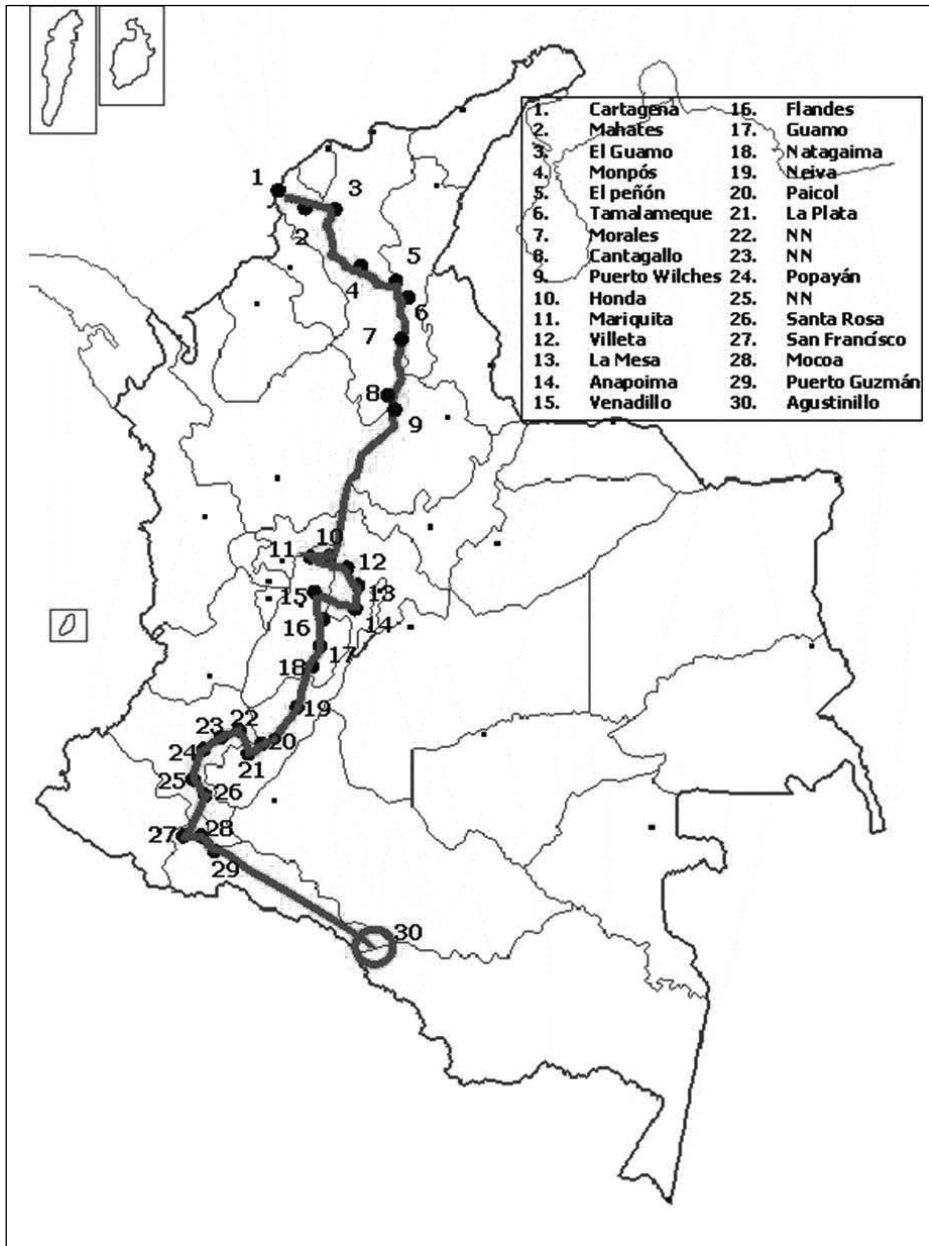 1. Cartagena 16. Flandes
2. Mahates 17. Guamo
3. El Guamo 18. Natagaima
4. Monpós 19. Neiva
5. El peñón 20. Paicol
6. Tamalameque 21. La Plata
7. Morales 22. NN
8. Cantagallo 23. NN
9. Puerto Wilches 24. Popayán
10. Honda 25. NN
11. Mariquita 26. Santa Rosa
12. Villeta 27. San Francisco
13. La Mesa 28. Mocoa
14. Anapoima 29. Puerto Guzmán
15. Venadillo 30. Agustinillo
1
3
2
5
4
6
7
8
9
10
11
12
13
15
14
16
17
18
19
22
23
20
24
21
25
26
27
28
29
30